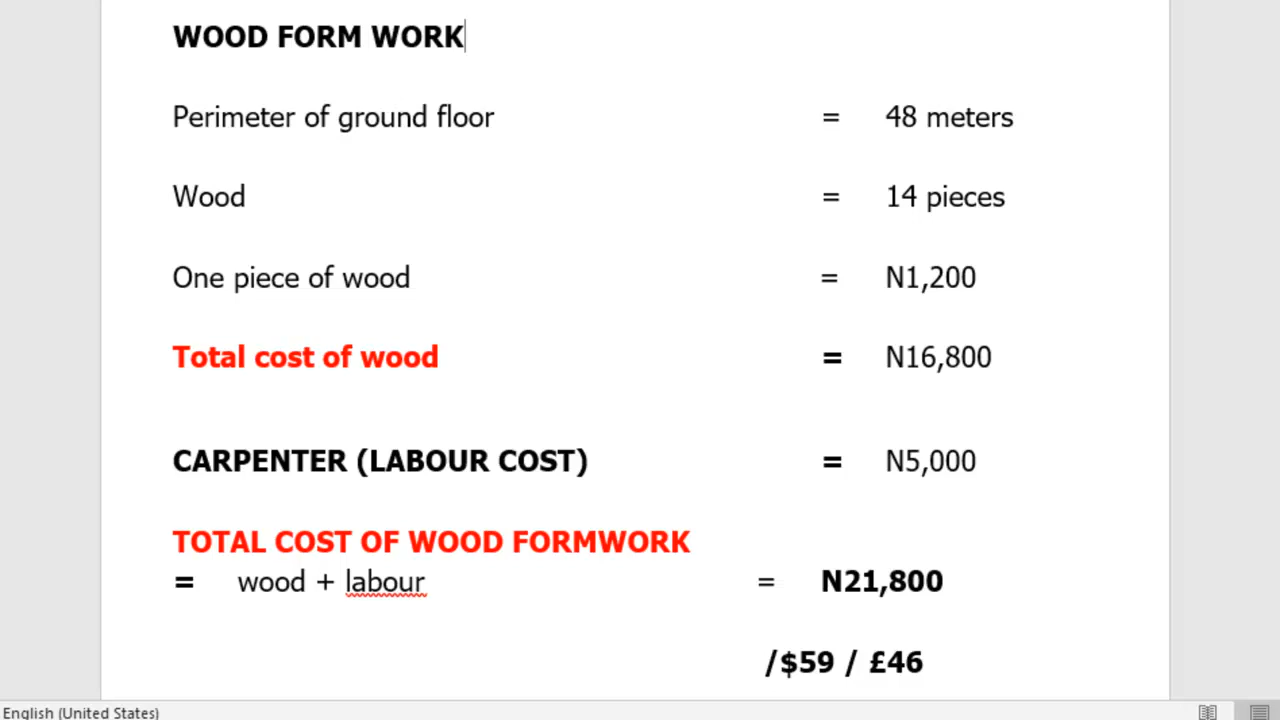 WOOD FORM WORK
Perimeter of ground floor = 48 meters
Wood = 14 pieces
One piece of wood = N1,200
Total cost of wood = N16,800
CARPENTER (LABOUR COST) = N5,000
TOTAL COST OF WOOD FORMWORK
= wood + labour = N21,800
/$59 / £46
English (United States)